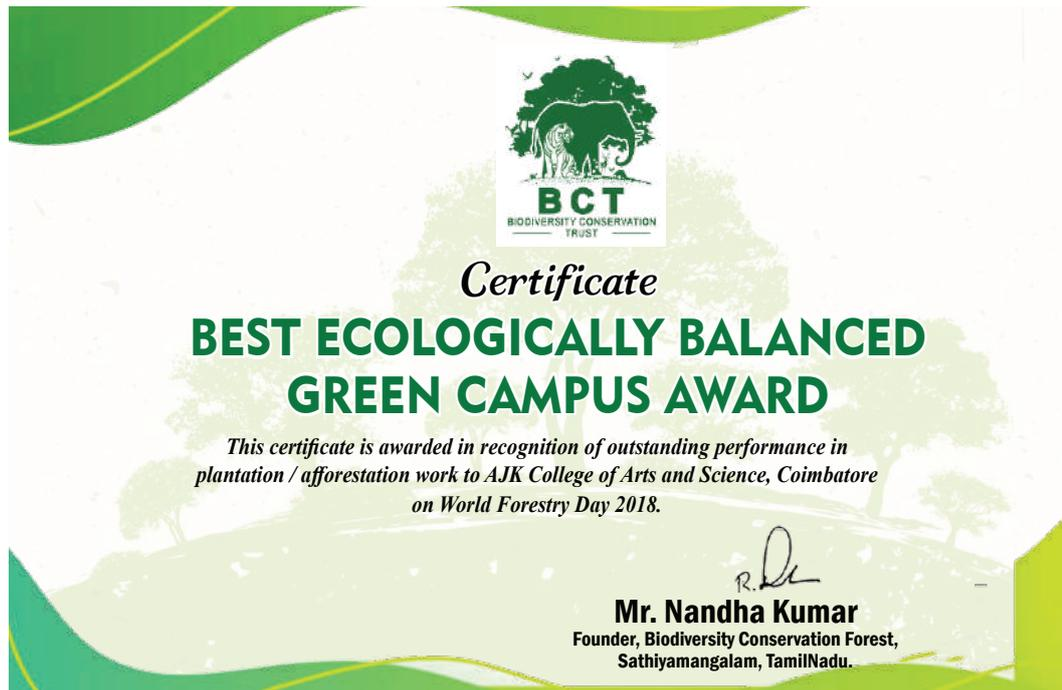 BCT
BIODIVERSITY CONSERVATION
TRUST
Certificate
BEST ECOLOGICALLY BALANCED
GREEN CAMPUS AWARD
This certificate is awarded in recognition of outstanding performance in
plantation / afforestation work to AJK College of Arts and Science, Coimbatore
on World Forestry Day 2018.
Mr. Nandha Kumar
Founder, Biodiversity Conservation Forest,
Sathiyamangalam, TamilNadu.